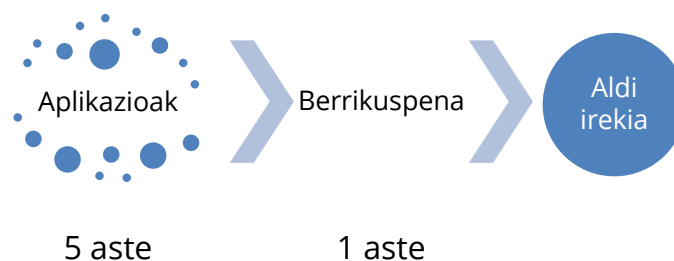 Aplikazioak
Berrikuspena
Aldi
irekia
5 aste
1 aste